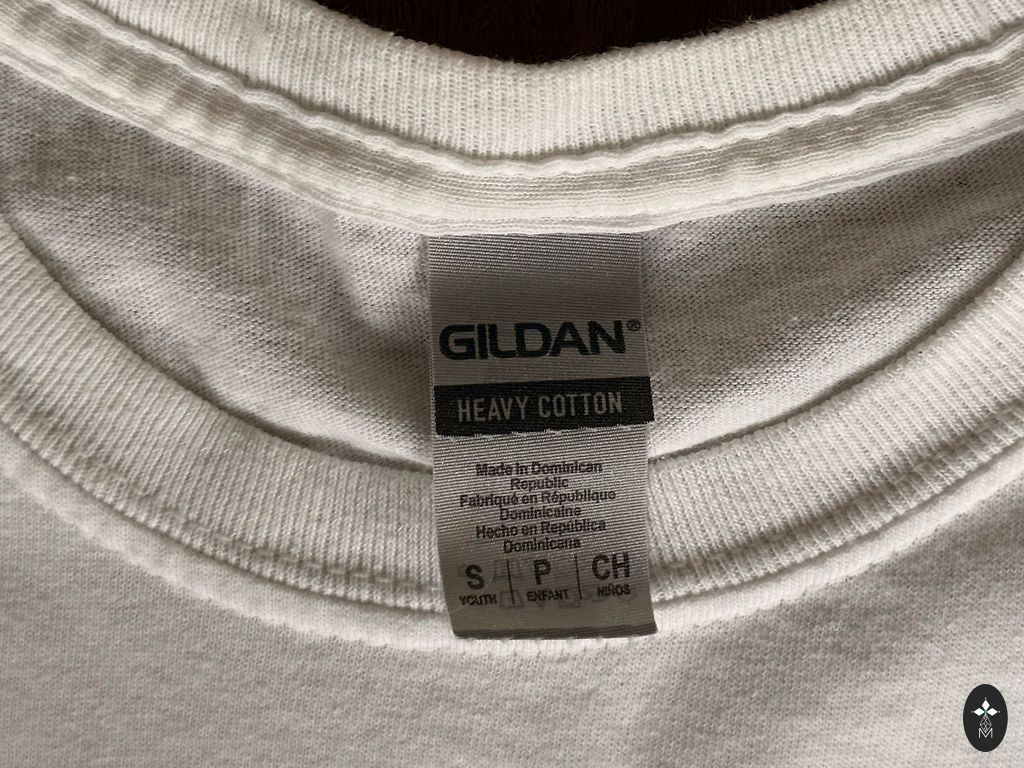 GILDAN®
HEAVY COTTON
Made in Dominican
Republic
Fabriqué en République
Dominicaine
Hecho en República
Dominicana
S | P | CH
YOUTH ENFANT NIÑOS
M